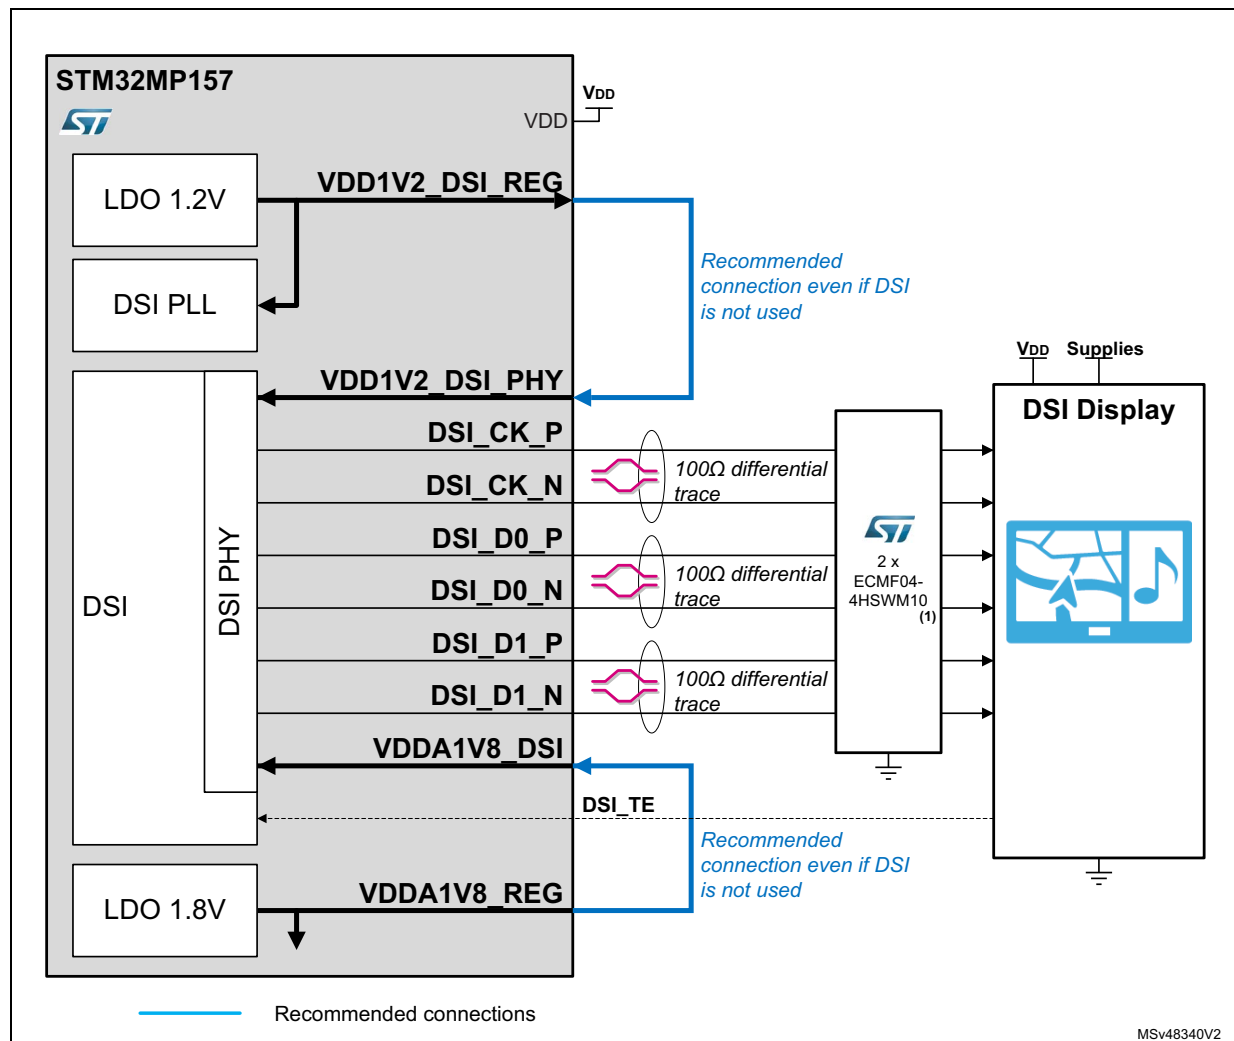 STM32MP157
ST
VDD
VDD
LDO 1.2V
VDD1V2_DSI_REG
DSI PLL
Recommended
connection even if DSI
is not used
VDD1V2_DSI_PHY
DSI
DSI PHY
DSI_CK_P
DSI_CK_N
100Ω differential
trace
DSI_D0_P
DSI_D0_N
100Ω differential
trace
DSI_D1_P
DSI_D1_N
100Ω differential
trace
ST
2 x
ECMF04-
4HSWM10
(1)
VDD
Supplies
DSI Display
VDDA1V8_DSI
DSI_TE
Recommended
connection even if DSI
is not used
LDO 1.8V
VDDA1V8_REG
Recommended connections
MSv48340V2